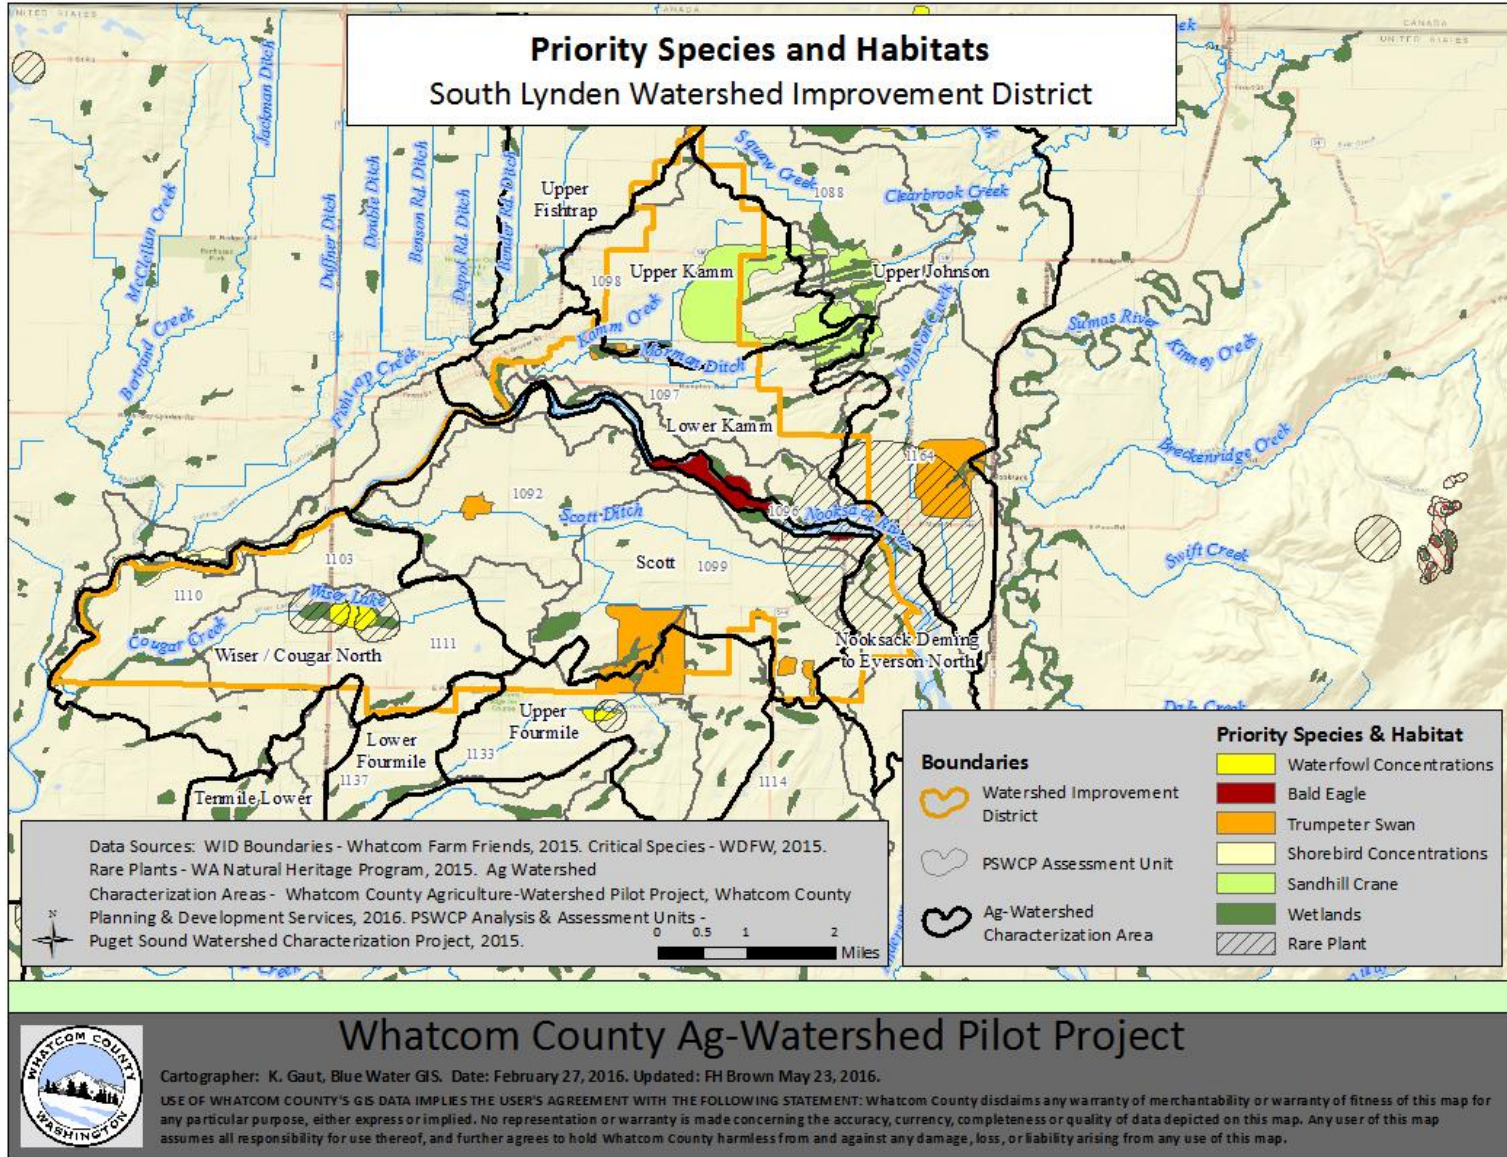 Priority Species and Habitats
South Lynden Watershed Improvement District
UNITED STATES
CANADA
CANADA
UNITED STATES
Jackman Ditch
McClellan Creek
Bertrand Creek
Duffner Ditch
Double Ditch
Benson Rd. Ditch
Depot Rd. Ditch
Bender Rd. Ditch
Fishtrap Creek
Upper
Fishtrap
Squaw Creek
1088
Clearbrook Creek
1098
Upper Kamm
Upper Johnson
Kamm Creek
Mormon Ditch
Johnson Creek
Sumas River
Kinney Creek
1097
Lower Kamm
1164
Breckenridge Creek
1092
Scott Ditch
1096
Nooksack River
Swift Creek
1103
Scott
1099
1110
Wiser Lake
Cougar Creek
1111
Wiser / Cougar North
Nooksack Deming
to Everson North
Upper
Fourmile
Lower
Fourmile
1133
1137
1114
Tenmile Lower
Boundaries
Watershed Improvement
District
PSWCP Assessment Unit
Ag-Watershed
Characterization Area
Priority Species & Habitat
Waterfowl Concentrations
Bald Eagle
Trumpeter Swan
Shorebird Concentrations
Sandhill Crane
Wetlands
Rare Plant
Data Sources: WID Boundaries - Whatcom Farm Friends, 2015. Critical Species - WDFW, 2015.
Rare Plants - WA Natural Heritage Program, 2015. Ag Watershed
Characterization Areas - Whatcom County Agriculture-Watershed Pilot Project, Whatcom County
Planning & Development Services, 2016. PSWCP Analysis & Assessment Units -
Puget Sound Watershed Characterization Project, 2015.
N
0 0.5 1 2
Miles
Whatcom County Ag-Watershed Pilot Project
WHATCOM COUNTY
WASHINGTON
Cartographer: K. Gaut, Blue Water GIS. Date: February 27, 2016. Updated: FH Brown May 23, 2016.
USE OF WHATCOM COUNTY'S GIS DATA IMPLIES THE USER'S AGREEMENT WITH THE FOLLOWING STATEMENT: Whatcom County disclaims any warranty of merchantability or warranty of fitness of this map for
any particular purpose, either express or implied. No representation or warranty is made concerning the accuracy, currency, completeness or quality of data depicted on this map. Any user of this map
assumes all responsibility for use thereof, and further agrees to hold Whatcom County harmless from and against any damage, loss, or liability arising from any use of this map.